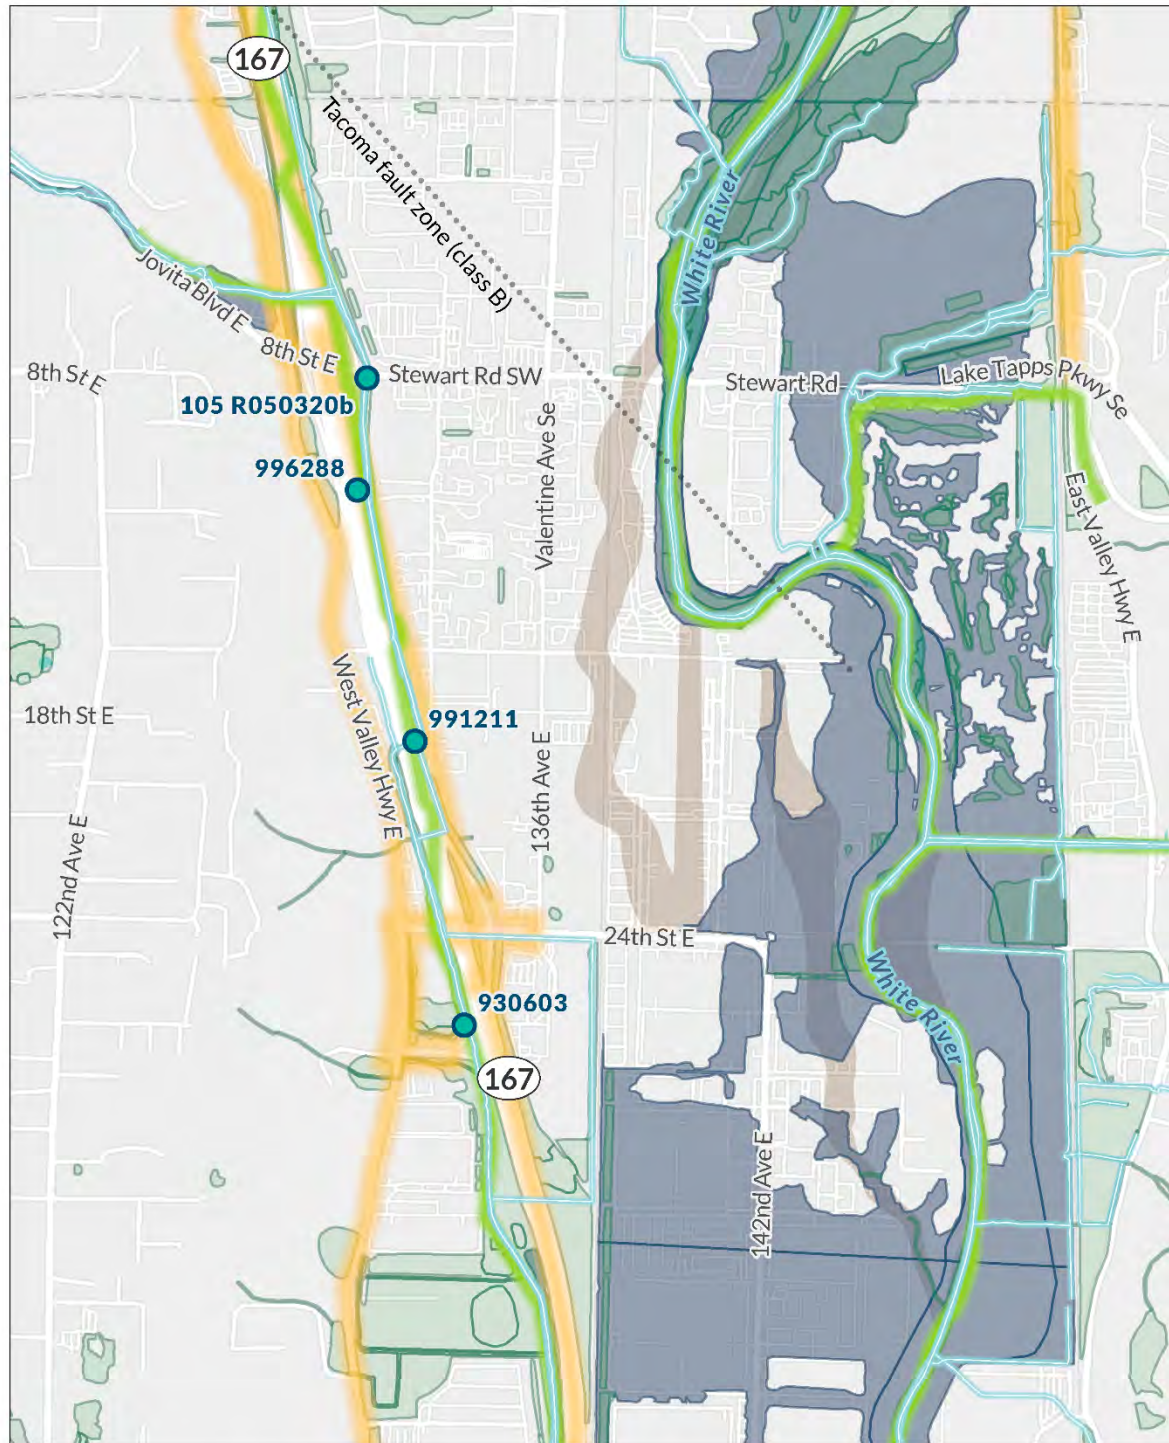 167
Tacoma fault zone (class B)
White River
Jovita Blvd E
8th St E
8th St E
Stewart Rd SW
Stewart Rd
Lake Tapps Pkwy Se
105 R050320b
996288
Valentine Ave Se
East Valley Hwy E
West Valley Hwy E
18th St E
991211
136th Ave E
122nd Ave E
24th St E
White River
930603
167
142nd Ave E